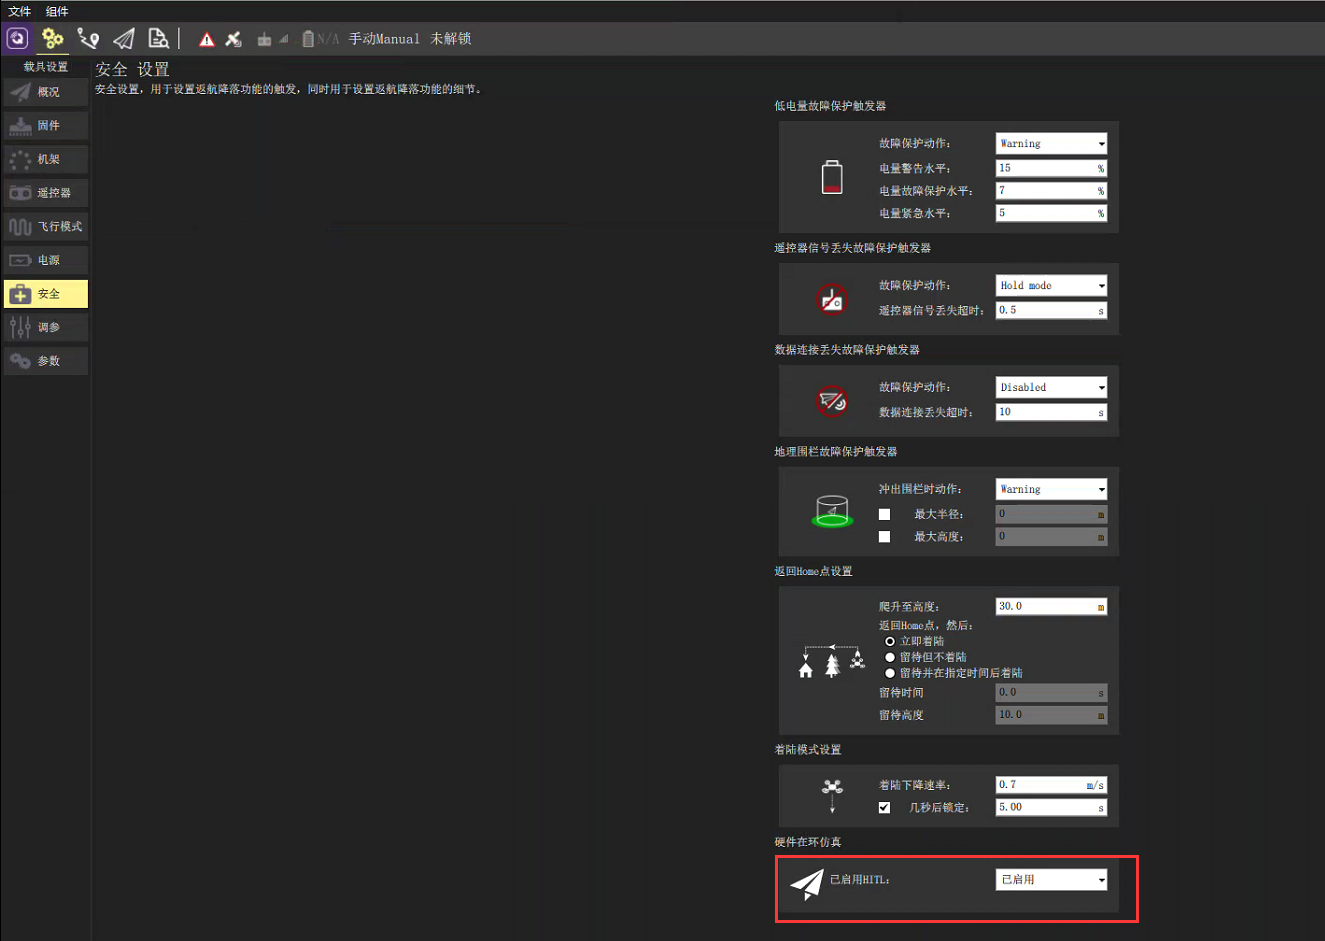 文件 组件
N/A 手动Manual 未解锁
载具设置
概况
固件
机架
遥控器
飞行模式
电源
安全
调参
参数
安全 设置
安全设置，用于设置返航降落功能的触发，同时用于设置返航降落功能的细节。
低电量故障保护触发器
故障保护动作： Warning
电量警告水平： 15 %
电量故障保护水平： 7 %
电量紧急水平： 5 %
遥控器信号丢失故障保护触发器
故障保护动作： Hold mode
遥控器信号丢失超时： 0.5 s
数据连接丢失故障保护触发器
故障保护动作： Disabled
数据连接丢失超时： 10 s
地理围栏故障保护触发器
冲出围栏时动作： Warning
最大半径： 0 m
最大高度： 0 m
返回Home点设置
爬升至高度： 30.0 m
返回Home点，然后：
立即着陆
留待但不着陆
留待并在指定时间后着陆
留待时间 0.0 s
留待高度 10.0 m
着陆模式设置
着陆下降速率： 0.7 m/s
几秒后锁定： 5.00 s
硬件在环仿真
已启用HITL： 已启用